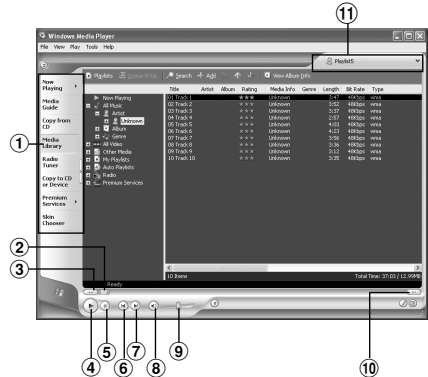 11
Windows Media Player
File View Play Tools Help
Playlist5
Now Playing
Media Guide
Copy from CD
Media Library
Radio Tuner
Copy to CD or Device
Premium Services
Skin Chooser
Playlists Queue-It-Up Search Add View Album Info
Now Playing
All Music
Artist
Unknown
Album
Genre
All Video
Other Media
My Playlists
Auto Playlists
Radio
Premium Services
Title Artist Album Rating Media Info Genre Length Bit Rate Type
01 Track 1 Unknown 3:47 48Kbps wma
02 Track 2 Unknown 3:52 48Kbps wma
03 Track 3 Unknown 3:37 48Kbps wma
04 Track 4 Unknown 2:57 48Kbps wma
05 Track 5 Unknown 4:03 48Kbps wma
06 Track 6 Unknown 4:23 48Kbps wma
07 Track 7 Unknown 3:56 48Kbps wma
08 Track 8 Unknown 3:36 48Kbps wma
09 Track 9 Unknown 3:12 48Kbps wma
10 Track 10 Unknown 3:35 48Kbps wma
10 Items Total Time: 37:03 / 12.99MB
Ready
1
2
3
4
5
6
7
8
9
10